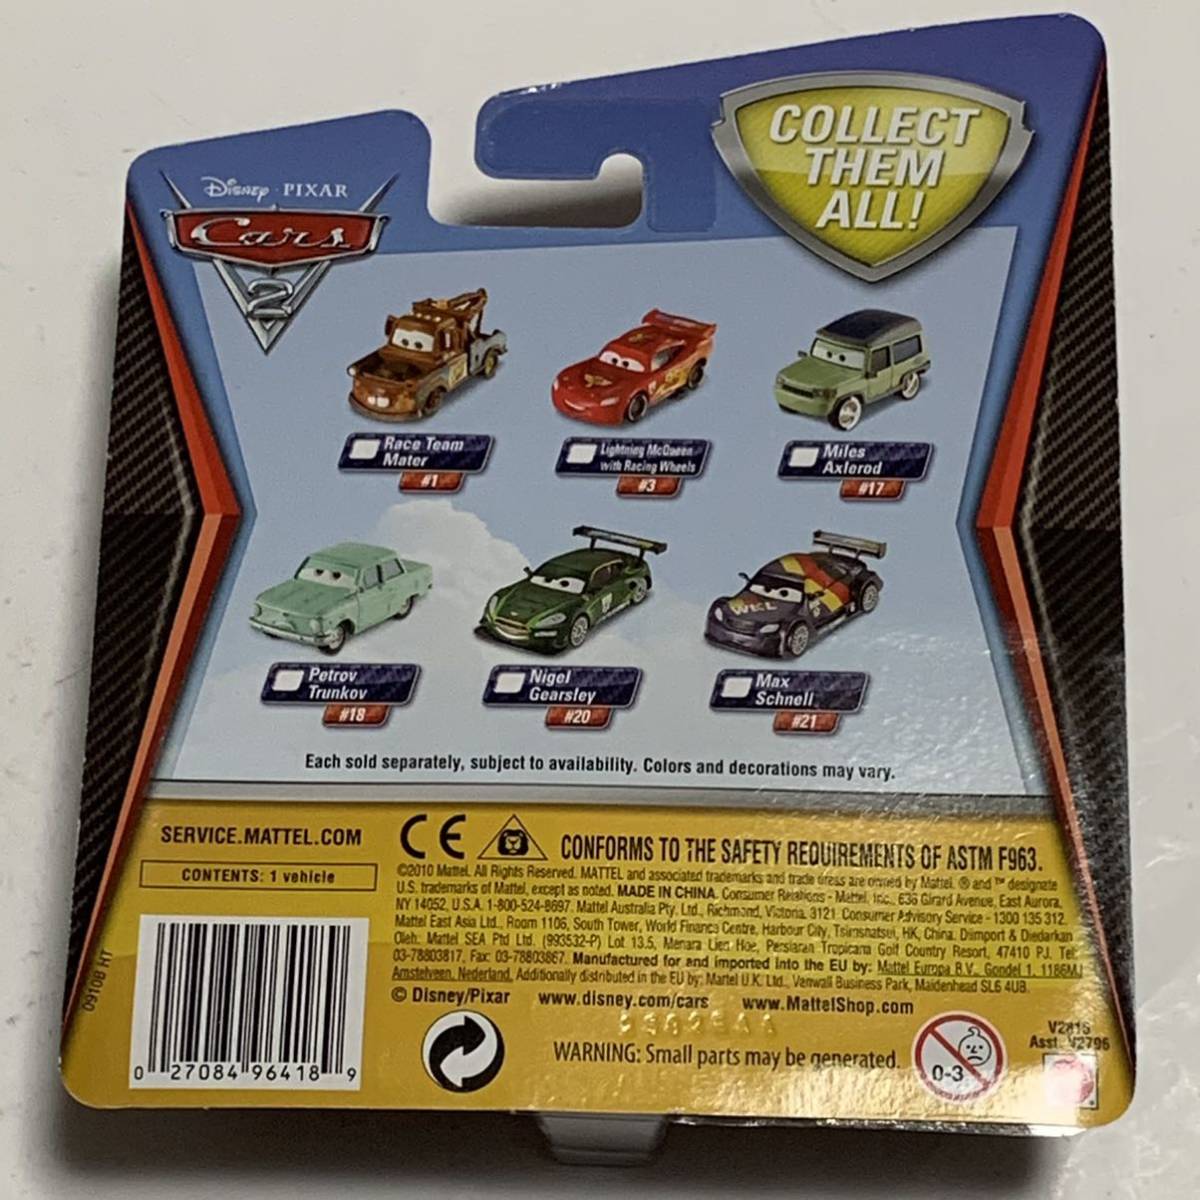 Disney · PIXAR
Cars
2
COLLECT
THEM
ALL!
Race Team
Mater
#1
Lightning McQueen
with Racing Wheels
#3
Miles
Axlerod
#17
WKL
Petrov
Trunkov
#18
Nigel
Gearsley
#20
Max
Schnell
#21
Each sold separately, subject to availability. Colors and decorations may vary.
SERVICE.MATTEL.COM
CONTENTS: 1 vehicle
CE
CONFORMS TO THE SAFETY REQUIREMENTS OF ASTM F963.
©2010 Mattel. All Rights Reserved. MATTEL and associated trademarks and trade dress are owned by Mattel. ® and ™ designate
U.S. trademarks of Mattel, except as noted. MADE IN CHINA. Consumer Relations - Mattel, Inc., 636 Girard Avenue, East Aurora,
NY 14052, U.S.A. 1-800-524-8697. Mattel Australia Pty. Ltd., Richmond, Victoria. 3121. Consumer Advisory Service - 1300 135 312.
Mattel East Asia Ltd., Room 1106, South Tower, World Finance Centre, Harbour City, Tsimshatsui, HK, China. Diimport & Diedarkan
Oleh: Mattel SEA Ptd Ltd. (993532-P) Lot 13.5, Menara Lien Hoe, Persiaran Tropicana Golf Country Resort, 47410 PJ. Tel:
03-78803817, Fax: 03-78803867. Manufactured for and imported into the EU by: Mattel Europa B.V., Gondel 1, 1186MJ
Amstelveen, Nederland. Additionally distributed in the EU by: Mattel U.K. Ltd., Vanwall Business Park, Maidenhead SL6 4UB.
© Disney/Pixar www.disney.com/cars www.MattelShop.com
WARNING: Small parts may be generated.
0-3
V2815
Asst. V2796
0910B HT
0 27084 96418 9